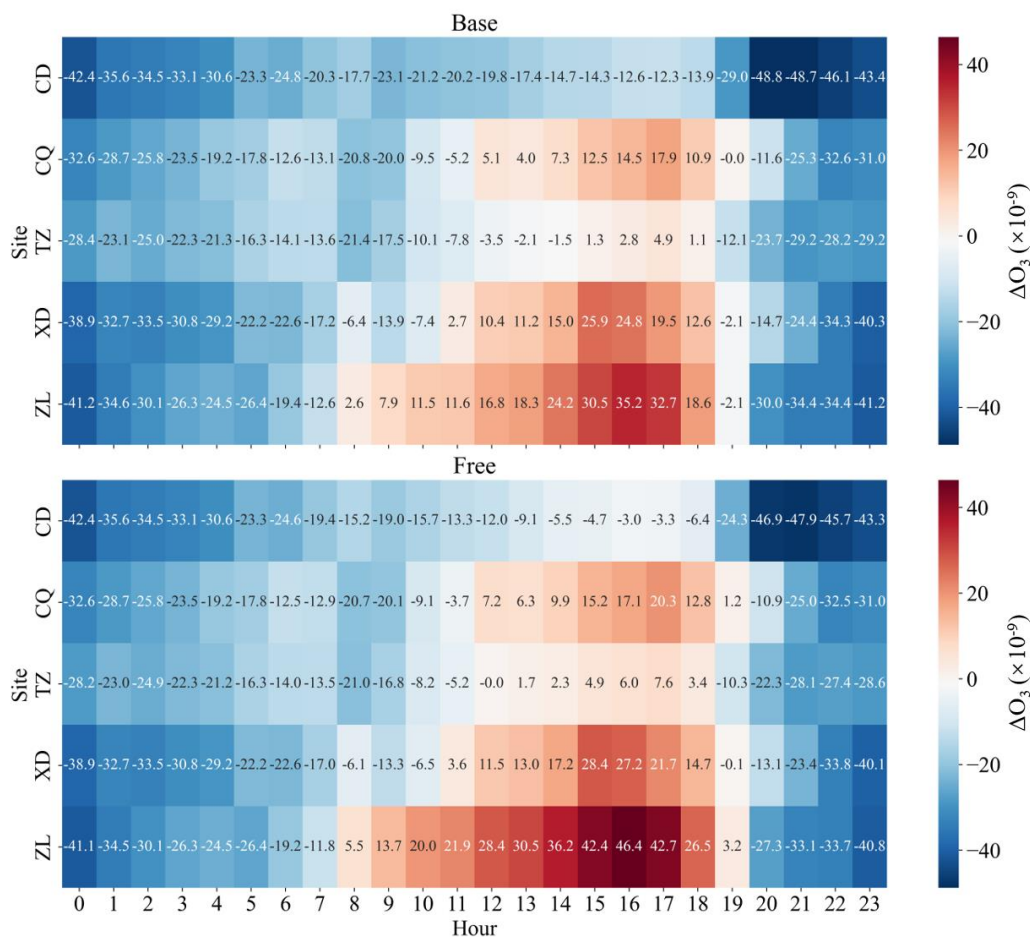 Base
CD -42.4 -35.6 -34.5 -33.1 -30.6 -23.3 -24.8 -20.3 -17.7 -23.1 -21.2 -20.2 -19.8 -17.4 -14.7 -14.3 -12.6 -12.3 -13.9 -29.0 -48.8 -48.7 -46.1 -43.4
CQ -32.6 -28.7 -25.8 -23.5 -19.2 -17.8 -12.6 -13.1 -20.8 -20.0 -9.5 -5.2 5.1 4.0 7.3 12.5 14.5 17.9 10.9 -0.0 -11.6 -25.3 -32.6 -31.0
Site
TZ -28.4 -23.1 -25.0 -22.3 -21.3 -16.3 -14.1 -13.6 -21.4 -17.5 -10.1 -7.8 -3.5 -2.1 -1.5 1.3 2.8 4.9 1.1 -12.1 -23.7 -29.2 -28.2 -29.2
XD -38.9 -32.7 -33.5 -30.8 -29.2 -22.2 -22.6 -17.2 -6.4 -13.9 -7.4 2.7 10.4 11.2 15.0 25.9 24.8 19.5 12.6 -2.1 -14.7 -24.4 -34.3 -40.3
ZL -41.2 -34.6 -30.1 -26.3 -24.5 -26.4 -19.4 -12.6 2.6 7.9 11.5 11.6 16.8 18.3 24.2 30.5 35.2 32.7 18.6 -2.1 -30.0 -34.4 -34.4 -41.2
40
20
0
−20
−40
ΔO₃ (×10⁻⁹)
Free
CD -42.4 -35.6 -34.5 -33.1 -30.6 -23.3 -24.6 -19.4 -15.2 -19.0 -15.7 -13.3 -12.0 -9.1 -5.5 -4.7 -3.0 -3.3 -6.4 -24.3 -46.9 -47.9 -45.7 -43.3
CQ -32.6 -28.7 -25.8 -23.5 -19.2 -17.8 -12.5 -12.9 -20.7 -20.1 -9.1 -3.7 7.2 6.3 9.9 15.2 17.1 20.3 12.8 1.2 -10.9 -25.0 -32.5 -31.0
Site
TZ -28.2 -23.0 -24.9 -22.3 -21.2 -16.3 -14.0 -13.5 -21.0 -16.8 -8.2 -5.2 -0.0 1.7 2.3 4.9 6.0 7.6 3.4 -10.3 -22.3 -28.1 -27.4 -28.6
XD -38.9 -32.7 -33.5 -30.8 -29.2 -22.2 -22.6 -17.0 -6.1 -13.3 -6.5 3.6 11.5 13.0 17.2 28.4 27.2 21.7 14.7 -0.1 -13.1 -23.4 -33.8 -40.1
ZL -41.1 -34.5 -30.1 -26.3 -24.5 -26.4 -19.2 -11.8 5.5 13.7 20.0 21.9 28.4 30.5 36.2 42.4 46.4 42.7 26.5 3.2 -27.3 -33.1 -33.7 -40.8
0 1 2 3 4 5 6 7 8 9 10 11 12 13 14 15 16 17 18 19 20 21 22 23
Hour
40
20
0
−20
−40
ΔO₃ (×10⁻⁹)